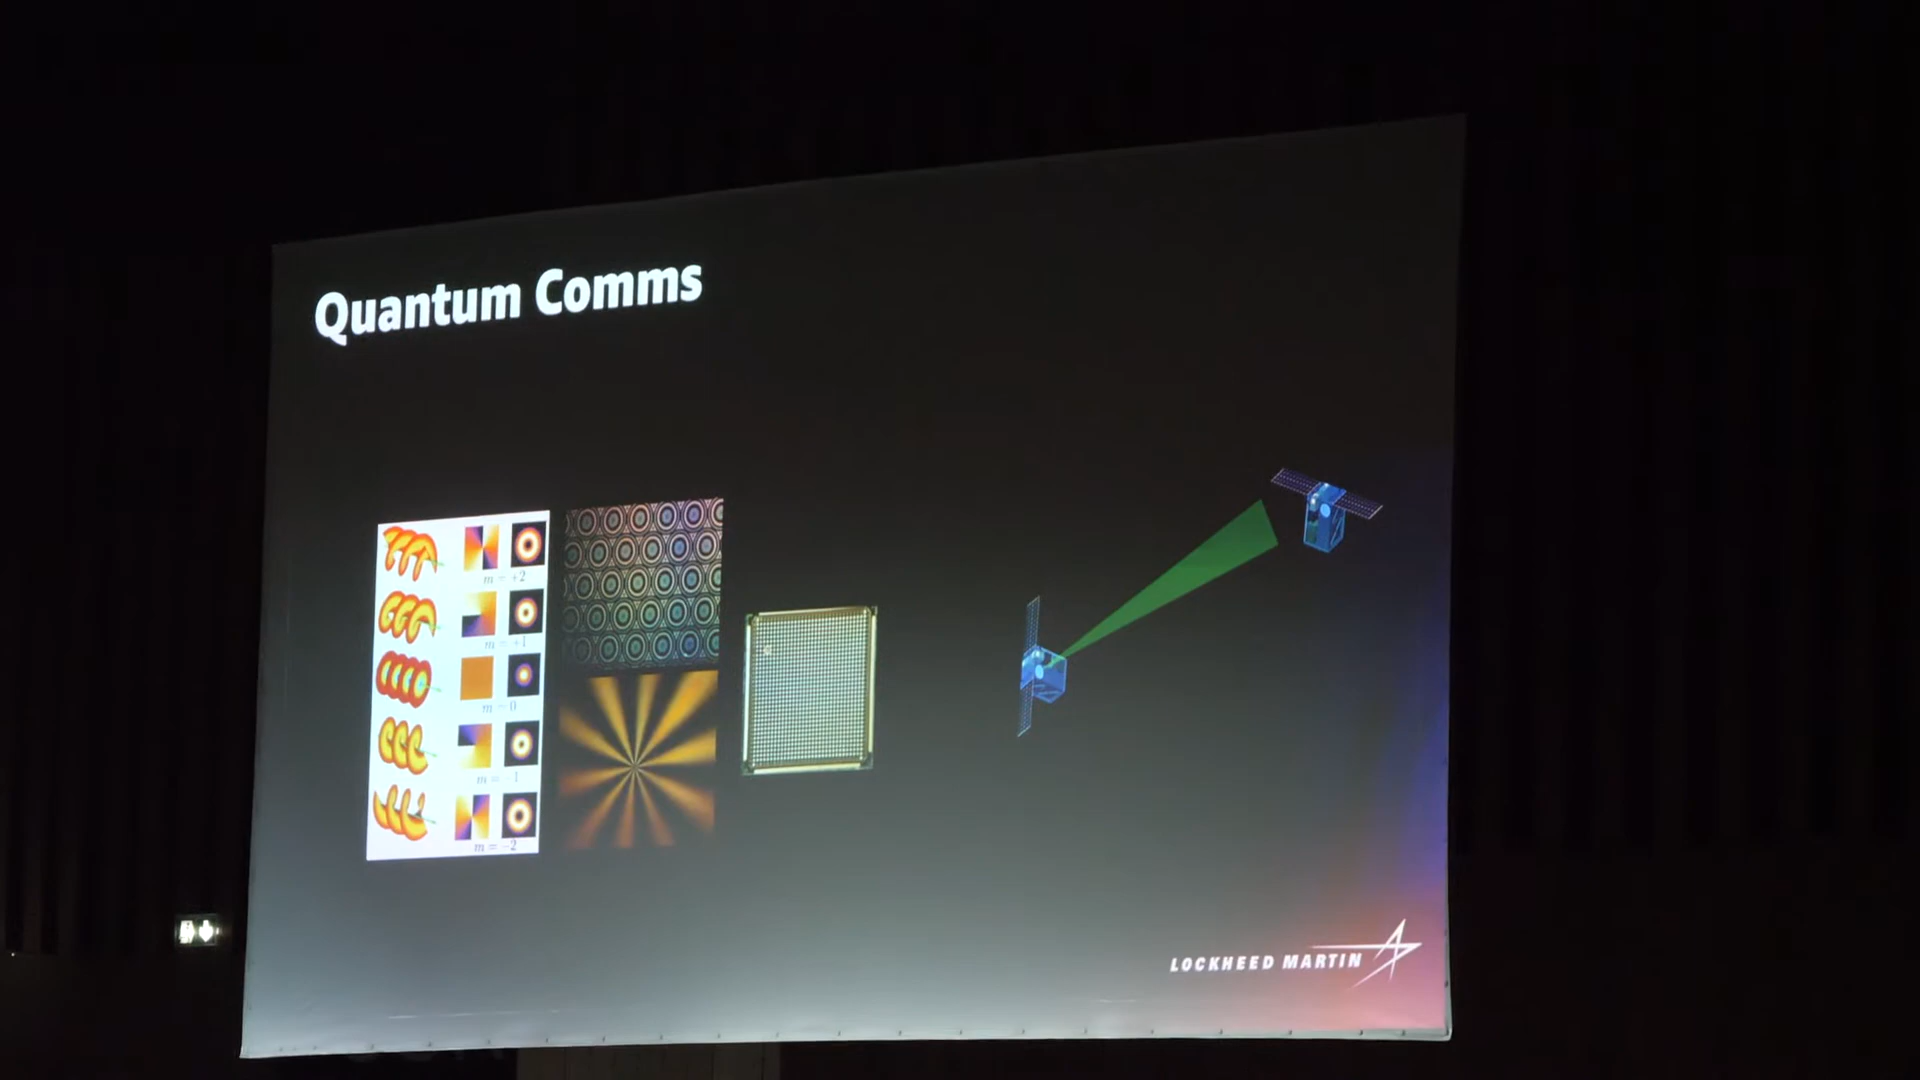 Quantum Comms
m = +2
m = +1
m = 0
m = −1
m = −2
LOCKHEED MARTIN